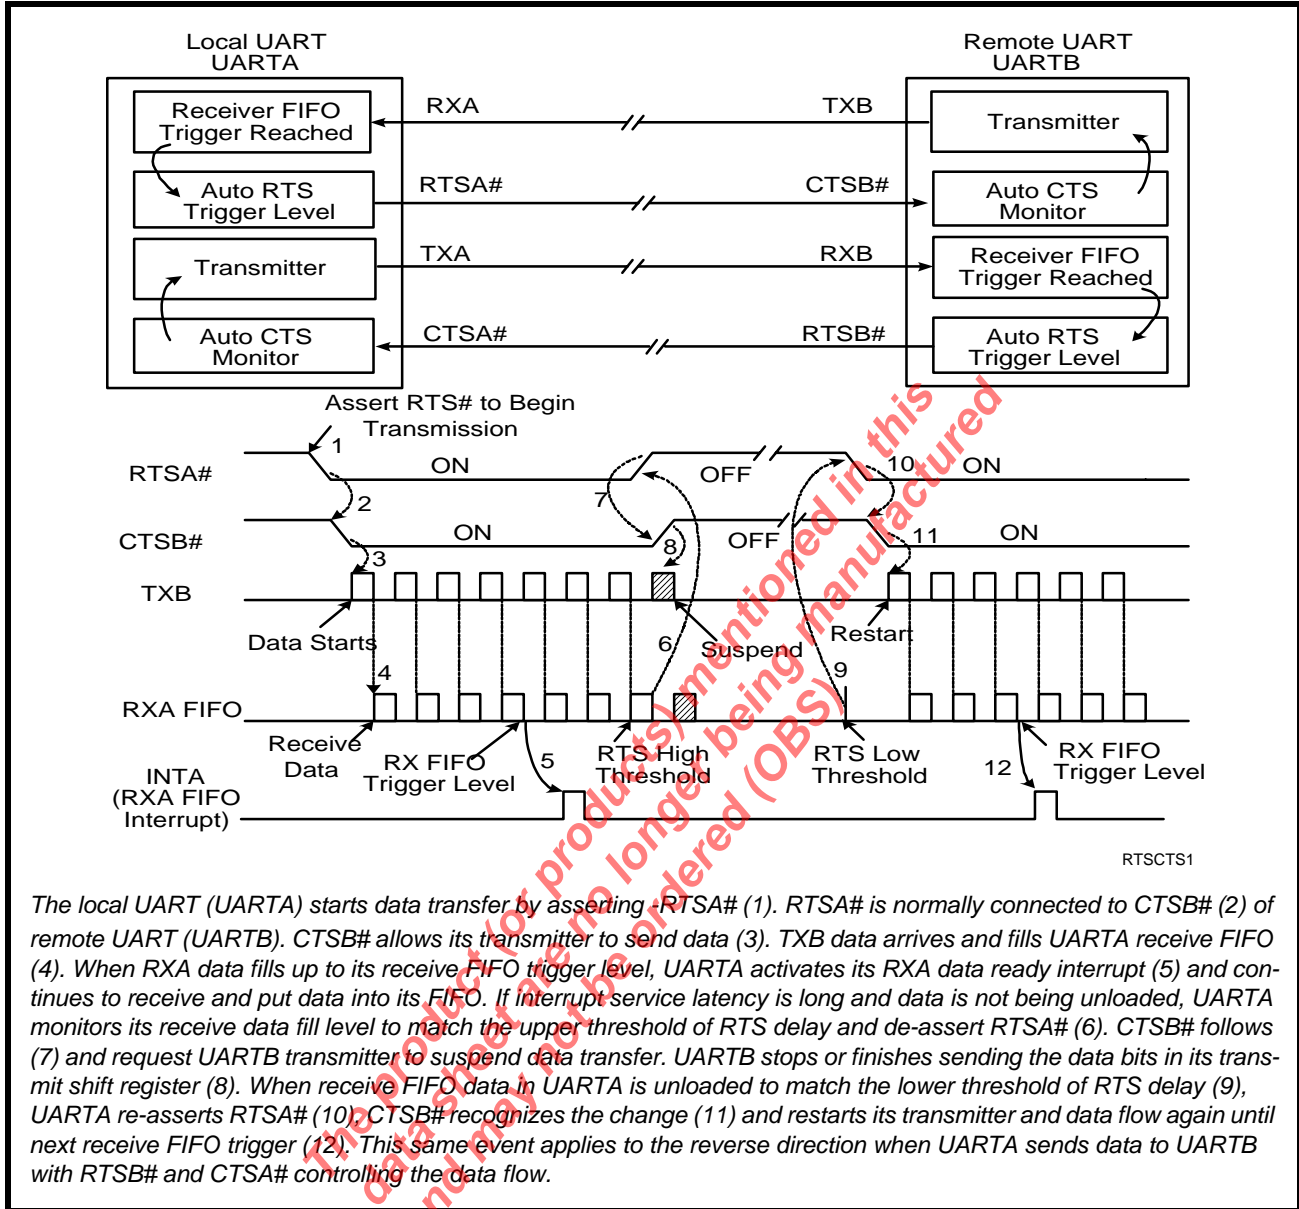 Local UART
UARTA
Remote UART
UARTB
Receiver FIFO
Trigger Reached
RXA
TXB
Transmitter
Auto RTS
Trigger Level
RTSA#
CTSB#
Auto CTS
Monitor
Transmitter
TXA
RXB
Receiver FIFO
Trigger Reached
Auto CTS
Monitor
CTSA#
RTSB#
Auto RTS
Trigger Level
Assert RTS# to Begin
Transmission
1
RTSA#
ON
OFF
10
ON
2
7
CTSB#
ON
8
OFF
11
ON
3
TXB
Data Starts
6
Suspend
Restart
4
9
RXA FIFO
Receive
Data
RX FIFO
Trigger Level
5
RTS High
Threshold
RTS Low
Threshold
12
RX FIFO
Trigger Level
INTA
(RXA FIFO
Interrupt)
RTSCTS1
The local UART (UARTA) starts data transfer by asserting -RTSA# (1). RTSA# is normally connected to CTSB# (2) of
remote UART (UARTB). CTSB# allows its transmitter to send data (3). TXB data arrives and fills UARTA receive FIFO
(4). When RXA data fills up to its receive FIFO trigger level, UARTA activates its RXA data ready interrupt (5) and con-
tinues to receive and put data into its FIFO. If interrupt service latency is long and data is not being unloaded, UARTA
monitors its receive data fill level to match the upper threshold of RTS delay and de-assert RTSA# (6). CTSB# follows
(7) and request UARTB transmitter to suspend data transfer. UARTB stops or finishes sending the data bits in its trans-
mit shift register (8). When receive FIFO data in UARTA is unloaded to match the lower threshold of RTS delay (9),
UARTA re-asserts RTSA# (10), CTSB# recognizes the change (11) and restarts its transmitter and data flow again until
next receive FIFO trigger (12). This same event applies to the reverse direction when UARTA sends data to UARTB
with RTSB# and CTSA# controlling the data flow.
The product (or products) mentioned in this
data sheet are no longer being manufactured
nd may not be ordered (OBS)